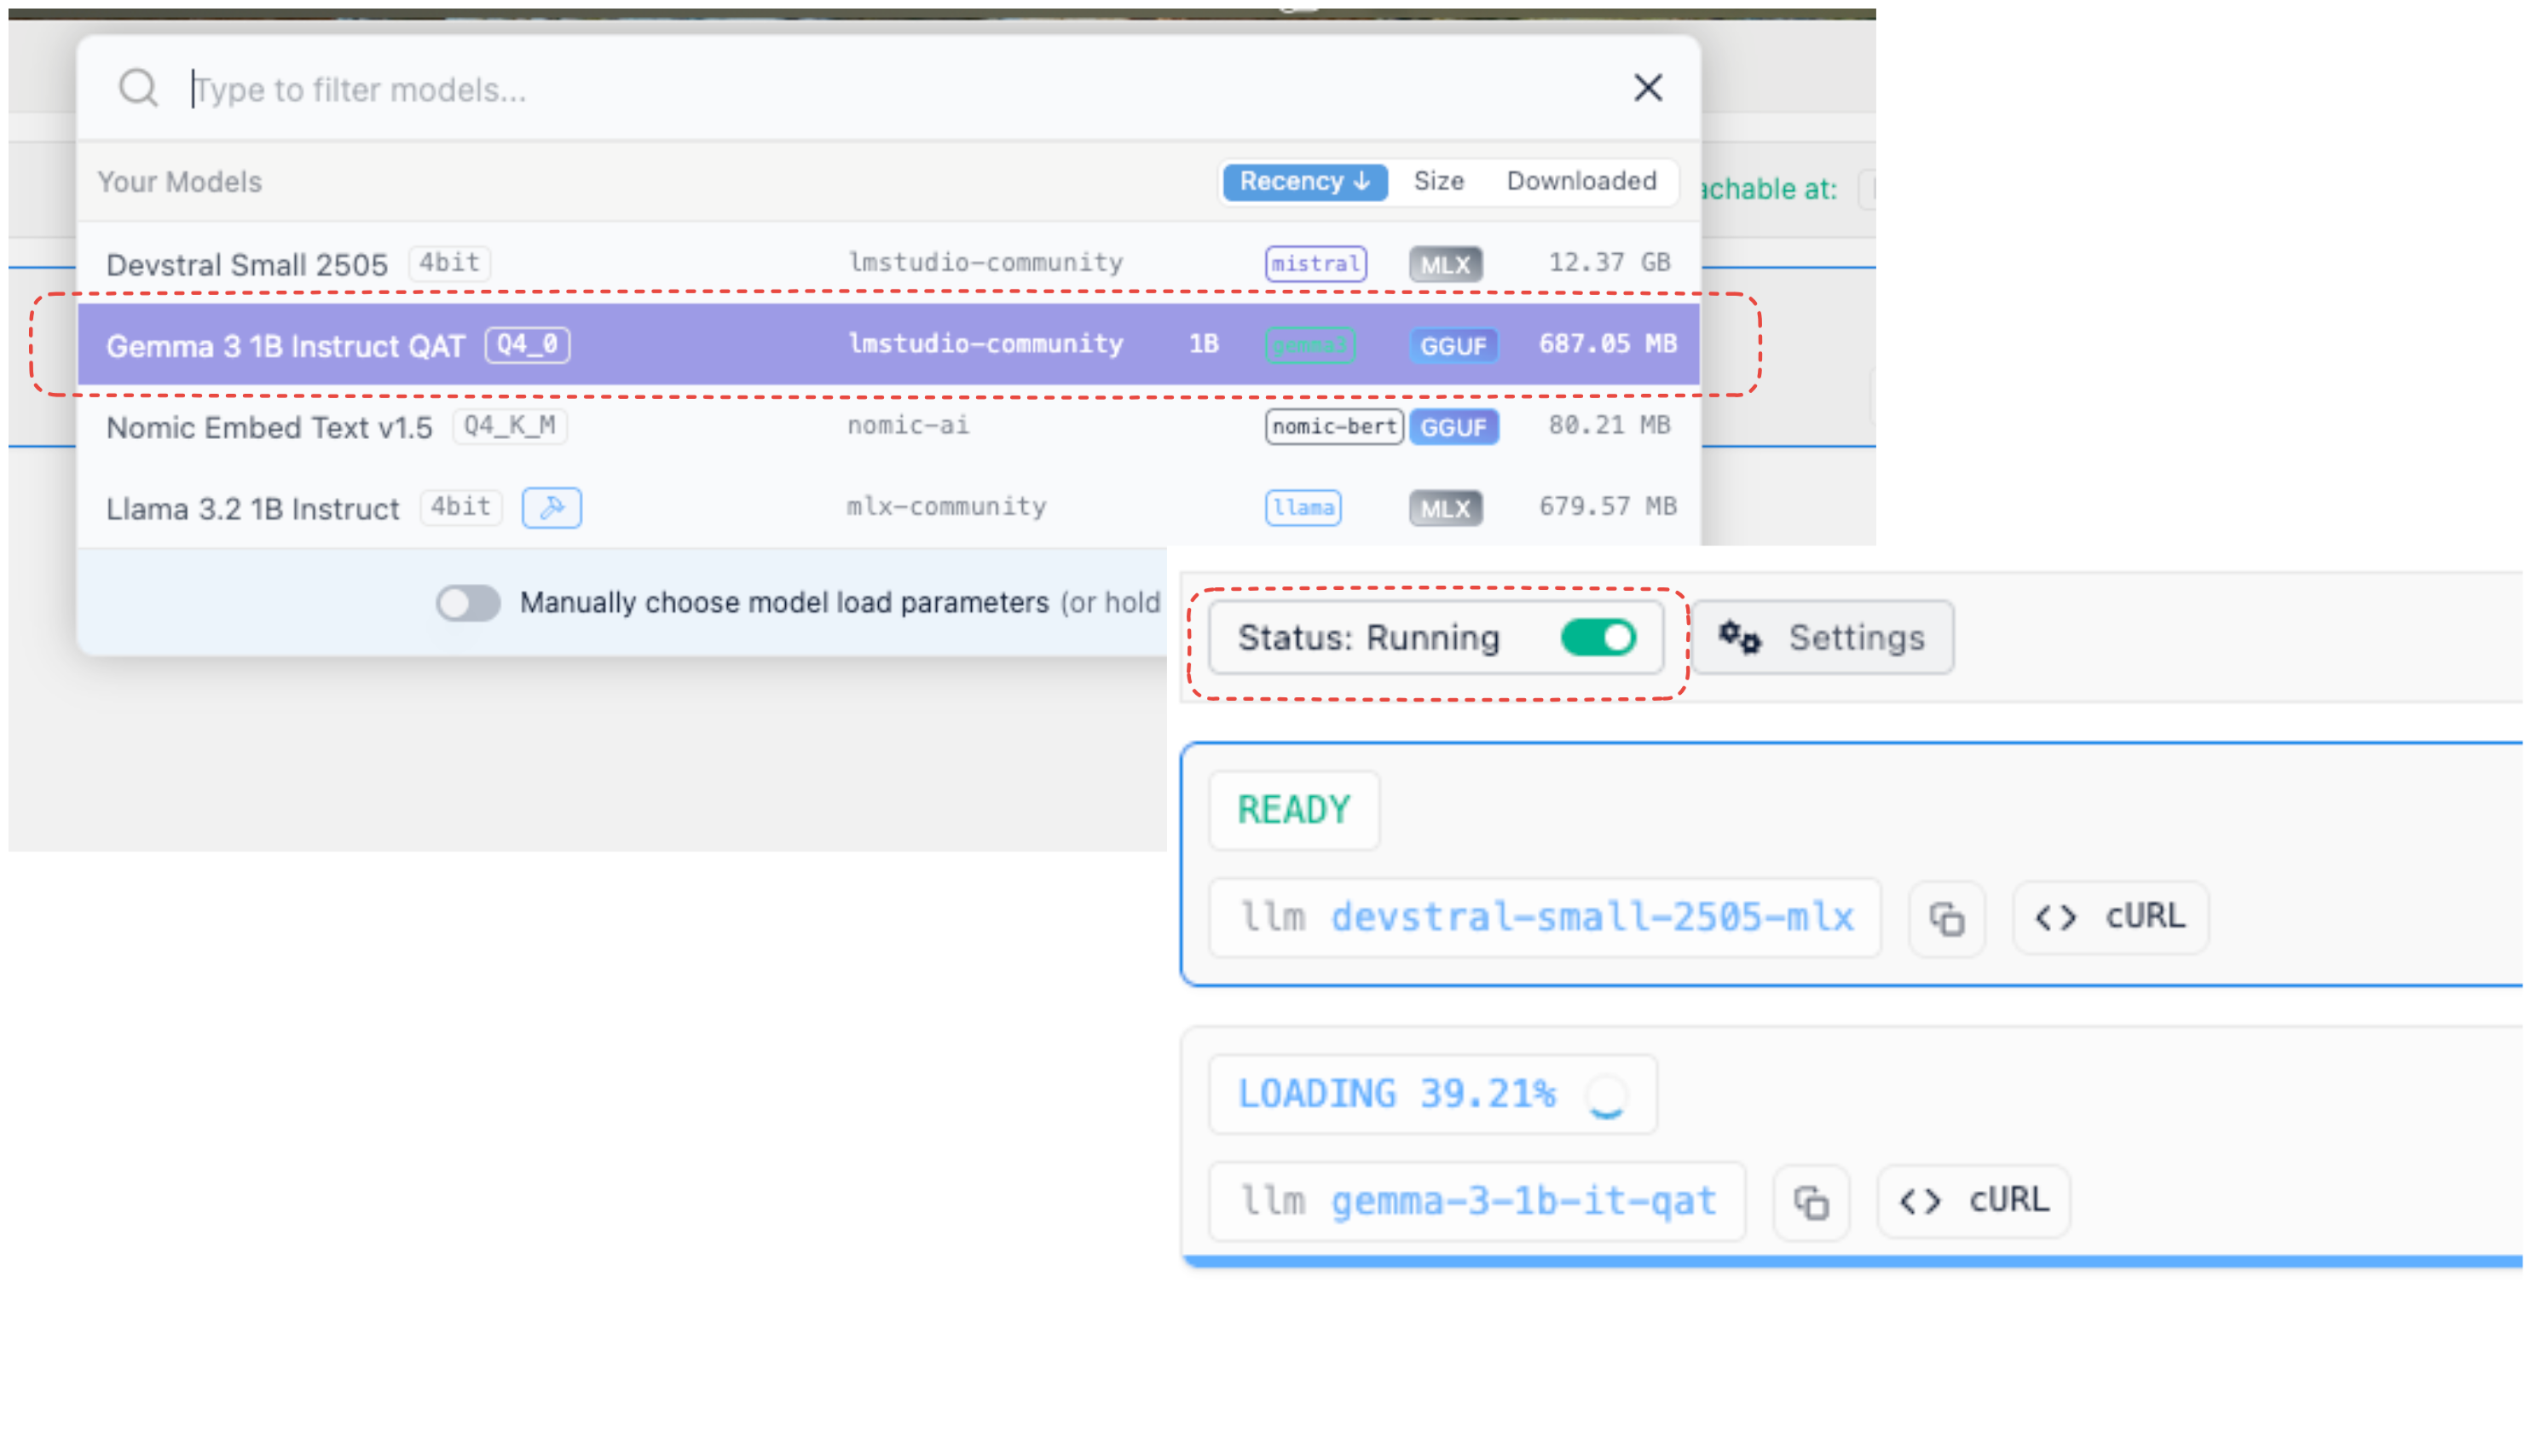 Type to filter models...
Your Models Recency ↓ Size Downloaded
achable at:
Devstral Small 2505 4bit lmstudio-community mistral MLX 12.37 GB
Gemma 3 1B Instruct QAT Q4_0 lmstudio-community 1B gemma3 GGUF 687.05 MB
Nomic Embed Text v1.5 Q4_K_M nomic-ai nomic-bert GGUF 80.21 MB
Llama 3.2 1B Instruct 4bit mlx-community llama MLX 679.57 MB
Manually choose model load parameters (or hold
Status: Running Settings
READY
llm devstral-small-2505-mlx <> cURL
LOADING 39.21%
llm gemma-3-1b-it-qat <> cURL